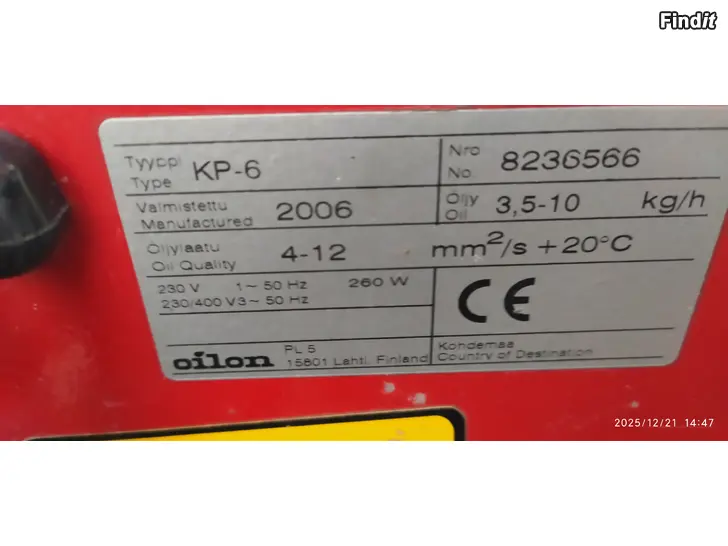 Findit
Tyyppi
Type KP-6
Nro
No. 8236566
Valmistettu
Manufactured 2006
Öljy
Oil 3,5-10 kg/h
Öljylaatu
Oil Quality 4-12 mm²/s +20°C
230 V 1~ 50 Hz 260 W
230/400 V3~ 50 Hz
CE
oilon PL 5
15801 Lahti, Finland
Kohdemaa
Country of Destination
2025/12/21 14:47